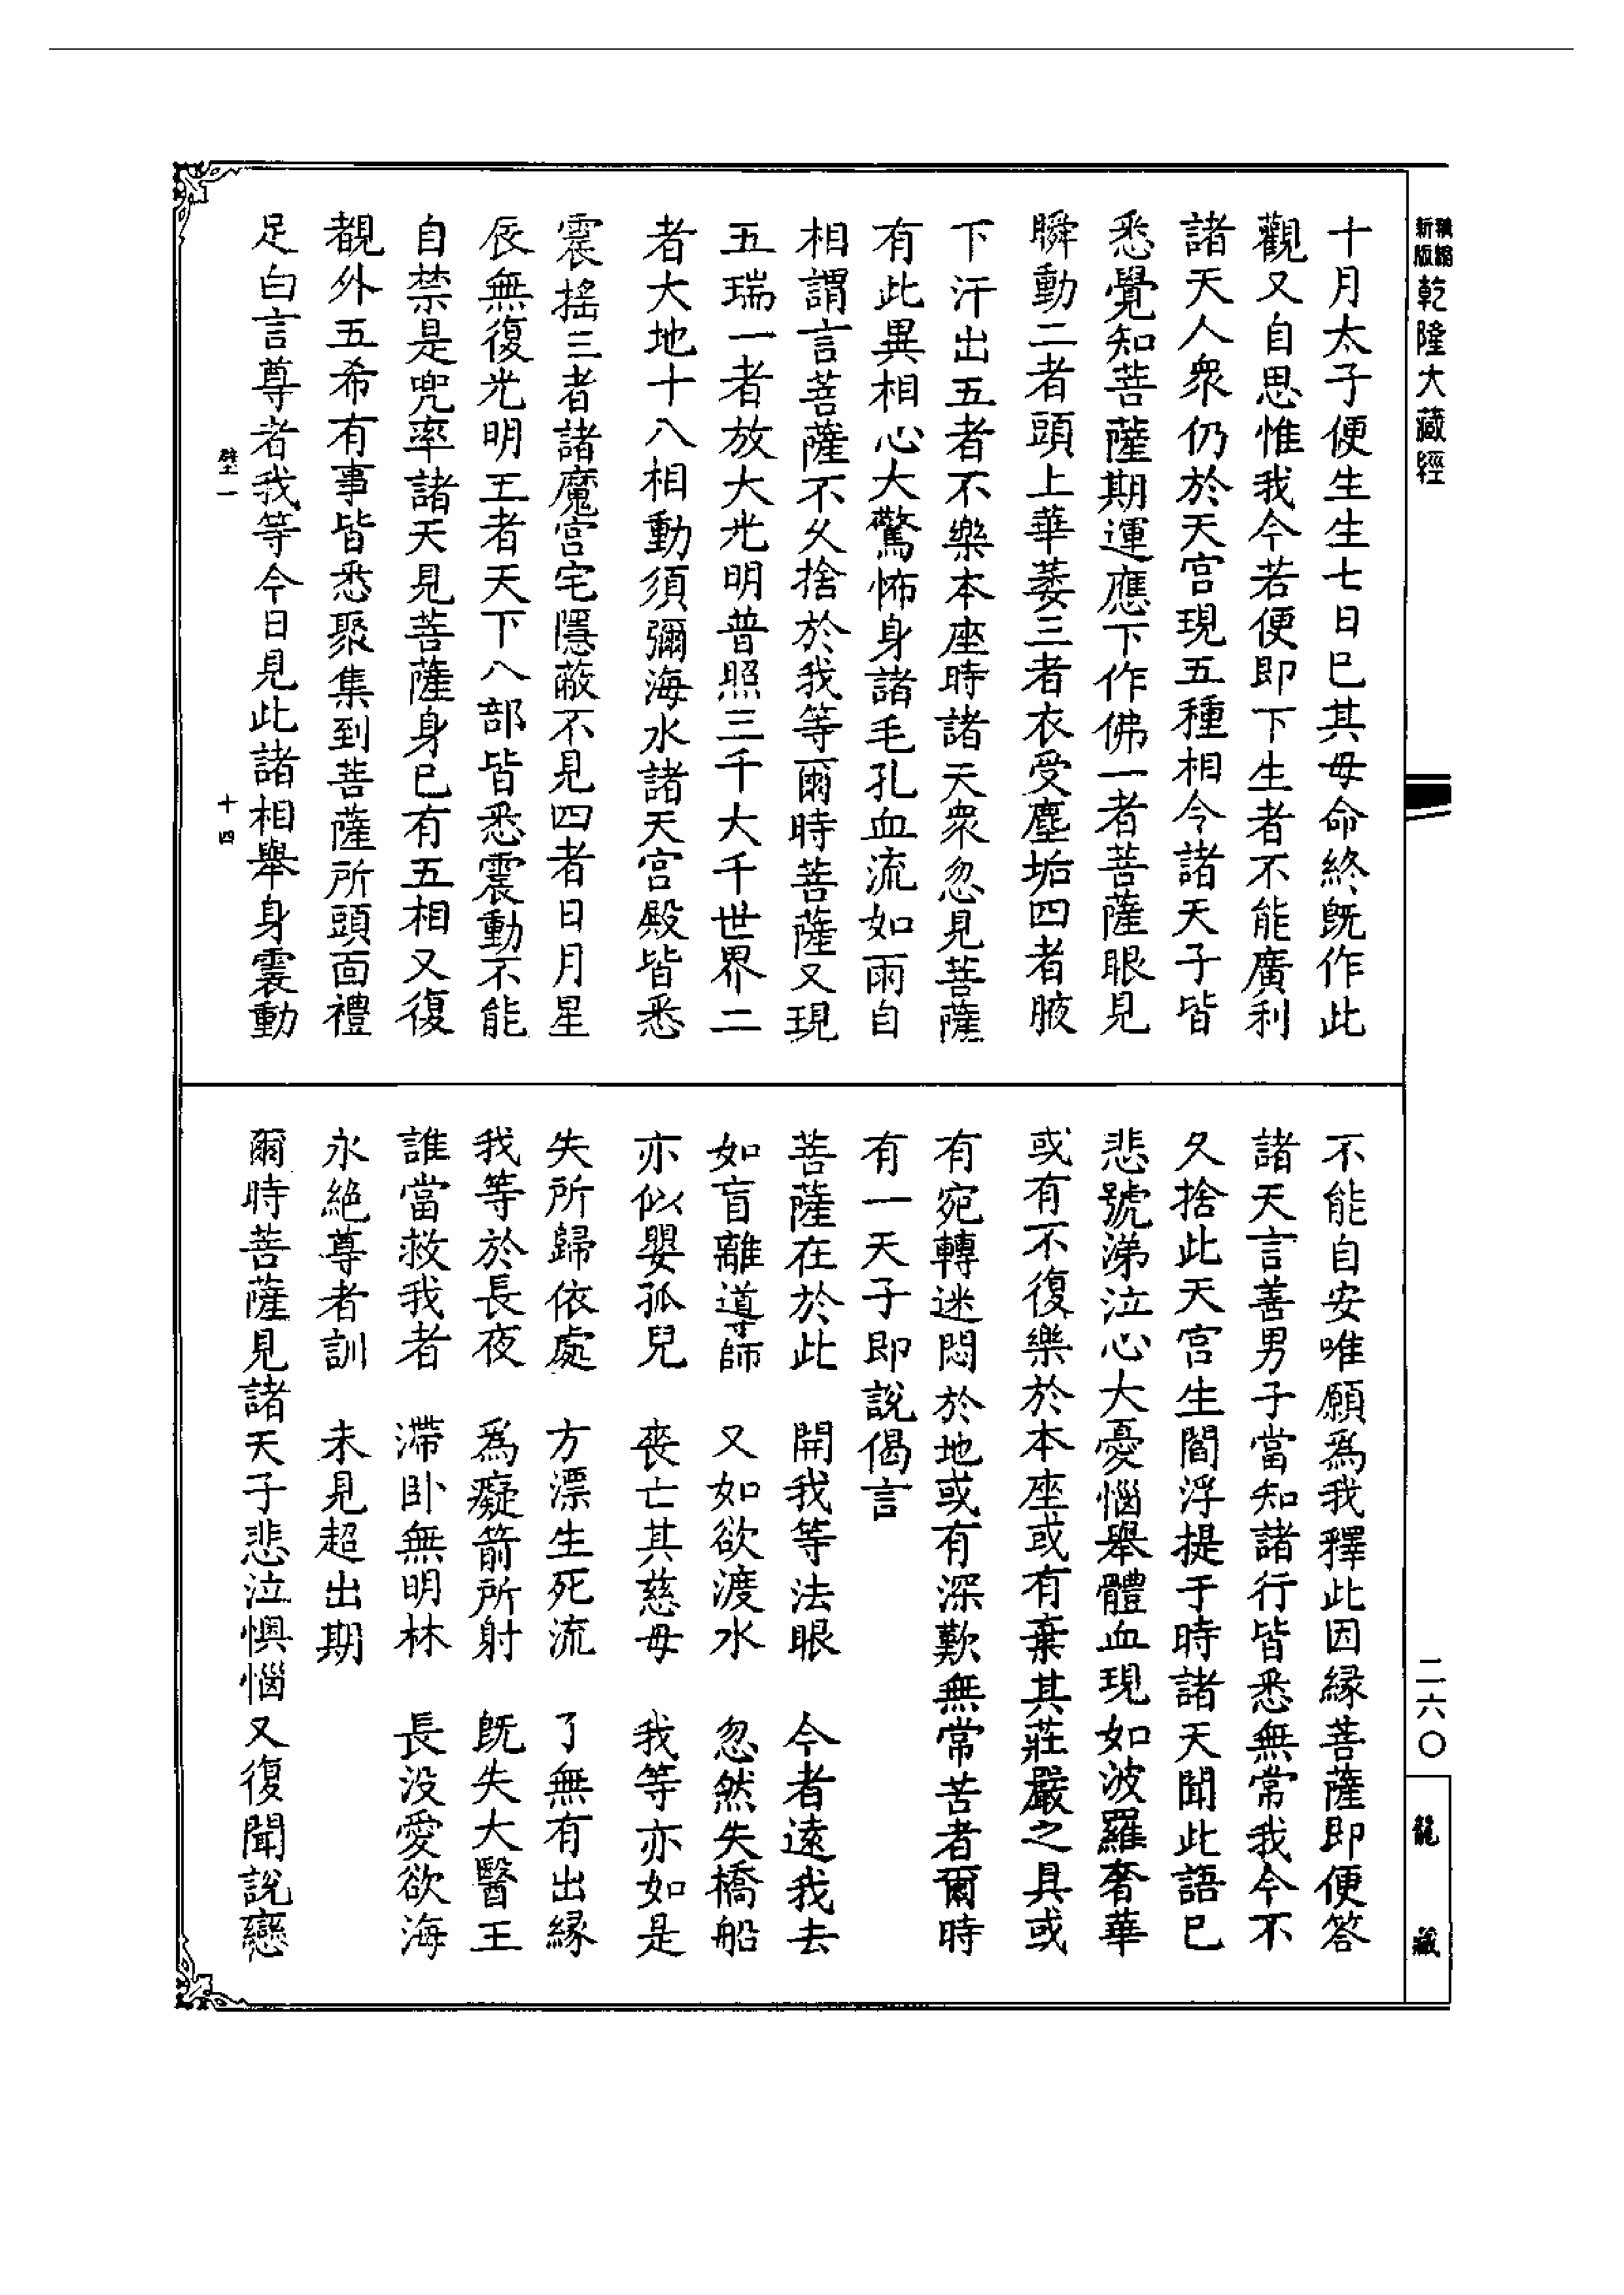 新版
精縮
乾隆大藏經
十月太子便生生七日已其母命終旣作此
觀又自思惟我今若便即下生者不能廣利
諸天人衆仍於天宮現五種相令諸天子皆
悉覺知菩薩期運應下作佛一者菩薩眼見
瞬動二者頭上華萎三者衣受塵垢四者腋
下汗出五者不樂本座時諸天衆忽見菩薩
有此異相心大驚怖身諸毛孔血流如雨自
相謂言菩薩不久捨於我等爾時菩薩又現
五瑞一者放大光明普照三千大千世界二
者大地十八相動須彌海水諸天宮殿皆悉
震搖三者諸魔宮宅隱蔽不見四者日月星
辰無復光明五者天下八部皆悉震動不能
自禁是兜率諸天見菩薩身已有五相又復
覩外五希有事皆悉聚集到菩薩所頭面禮
足白言尊者我等今日見此諸相舉身震動
壁一
十四
不能自安唯願爲我釋此因緣菩薩即便答
諸天言善男子當知諸行皆悉無常我今不
久捨此天宮生閻浮提于時諸天聞此語已
悲號涕泣心大憂惱舉體血現如波羅奢華
或有不復樂於本座或有棄其莊嚴之具或
有宛轉迷悶於地或有深歎無常苦者爾時
有一天子即說偈言
菩薩在於此 開我等法眼 今者遠我去
如盲離導師 又如欲渡水 忽然失橋船
亦似嬰孤兒 喪亡其慈母 我等亦如是
失所歸依處 方漂生死流 了無有出緣
我等於長夜 爲癡箭所射 旣失大醫王
誰當救我者 滯卧無明林 長没愛欲海
永絕尊者訓 未見超出期
爾時菩薩見諸天子悲泣懊惱又復聞說戀
二六〇
龍藏